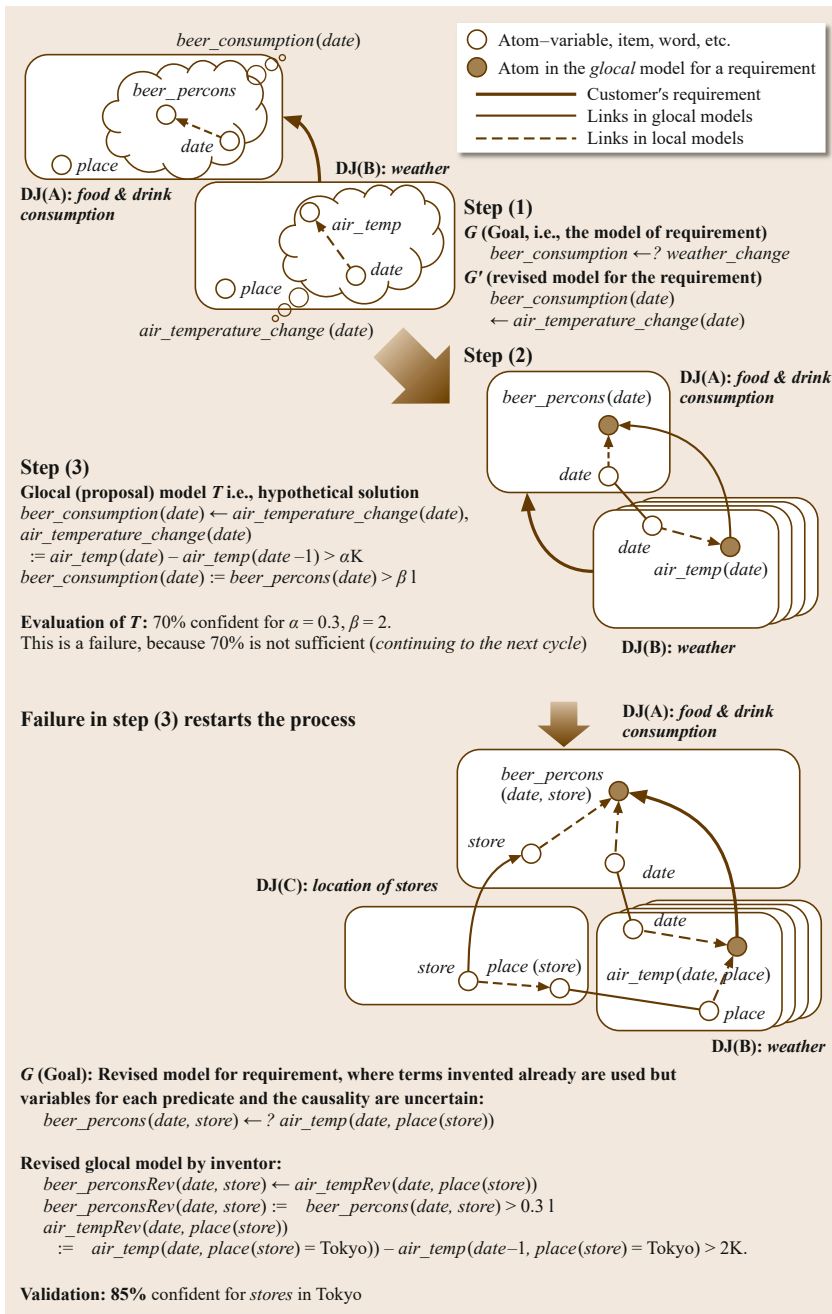 beer_consumption(date)
beer_percons
date
place
DJ(A): food & drink
consumption
DJ(B): weather
air_temp
date
place
air_temperature_change (date)
Atom–variable, item, word, etc.
Atom in the glocal model for a requirement
Customer's requirement
Links in glocal models
Links in local models
Step (1)
G (Goal, i.e., the model of requirement)
beer_consumption ←? weather_change
G' (revised model for the requirement)
beer_consumption(date)
← air_temperature_change(date)
Step (2)
DJ(A): food & drink
consumption
beer_percons(date)
date
date
air_temp(date)
DJ(B): weather
Step (3)
Glocal (proposal) model T i.e., hypothetical solution
beer_consumption(date) ← air_temperature_change(date),
air_temperature_change(date)
:= air_temp(date) – air_temp(date –1) > αK
beer_consumption(date) := beer_percons(date) > β l
Evaluation of T: 70% confident for α = 0.3, β = 2.
This is a failure, because 70% is not sufficient (continuing to the next cycle)
Failure in step (3) restarts the process
DJ(A): food & drink
consumption
beer_percons
(date, store)
store
date
DJ(C): location of stores
date
store
place (store)
air_temp(date, place)
place
DJ(B): weather
G (Goal): Revised model for requirement, where terms invented already are used but
variables for each predicate and the causality are uncertain:
beer_percons(date, store) ← ? air_temp(date, place(store))
Revised glocal model by inventor:
beer_perconsRev(date, store) ← air_tempRev(date, place(store))
beer_perconsRev(date, store) := beer_percons(date, store) > 0.3 l
air_tempRev(date, place(store))
:= air_temp(date, place(store) = Tokyo)) – air_temp(date–1, place(store) = Tokyo) > 2K.
Validation: 85% confident for stores in Tokyo